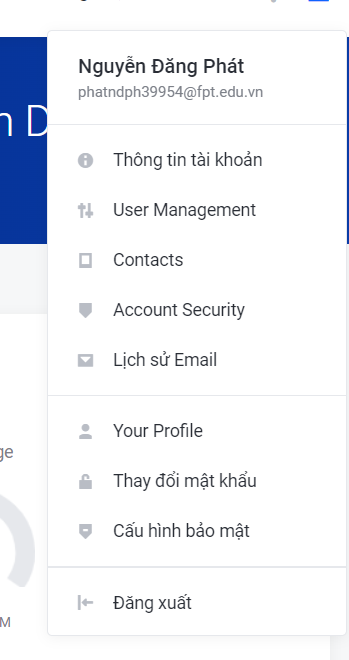 n D
Nguyễn Đăng Phát
phatndph39954@fpt.edu.vn
Thông tin tài khoản
User Management
Contacts
Account Security
Lịch sử Email
ge
Your Profile
Thay đổi mật khẩu
Cấu hình bảo mật
Đăng xuất
M